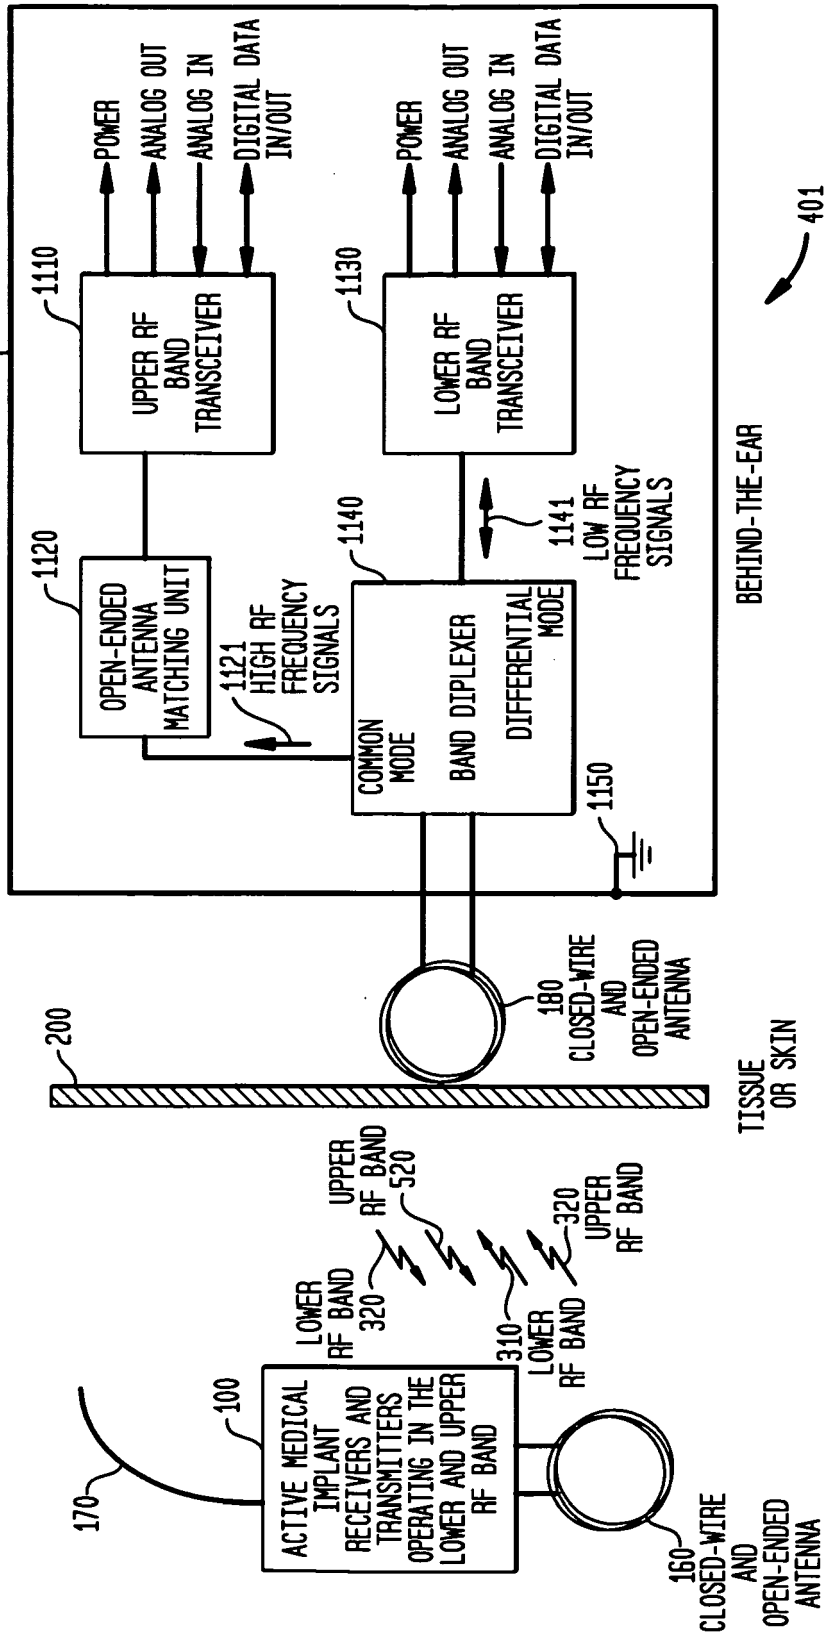 170
100
ACTIVE MEDICAL
IMPLANT
RECEIVERS AND
TRANSMITTERS
OPERATING IN THE
LOWER AND UPPER
RF BAND
160
CLOSED-WIRE
AND
OPEN-ENDED
ANTENNA
LOWER
RF BAND
320
UPPER
RF BAND
520
310
LOWER
RF BAND
320
UPPER
RF BAND
200
TISSUE
OR SKIN
180
CLOSED-WIRE
AND
OPEN-ENDED
ANTENNA
1120
OPEN-ENDED
ANTENNA
MATCHING UNIT
1121
HIGH RF
FREQUENCY
SIGNALS
1140
COMMON
MODE
BAND DIPLEXER
DIFFERENTIAL
MODE
1150
1141
LOW RF
FREQUENCY
SIGNALS
1110
UPPER RF
BAND
TRANSCEIVER
POWER
ANALOG OUT
ANALOG IN
DIGITAL DATA
IN/OUT
1130
LOWER RF
BAND
TRANSCEIVER
POWER
ANALOG OUT
ANALOG IN
DIGITAL DATA
IN/OUT
BEHIND-THE-EAR
401